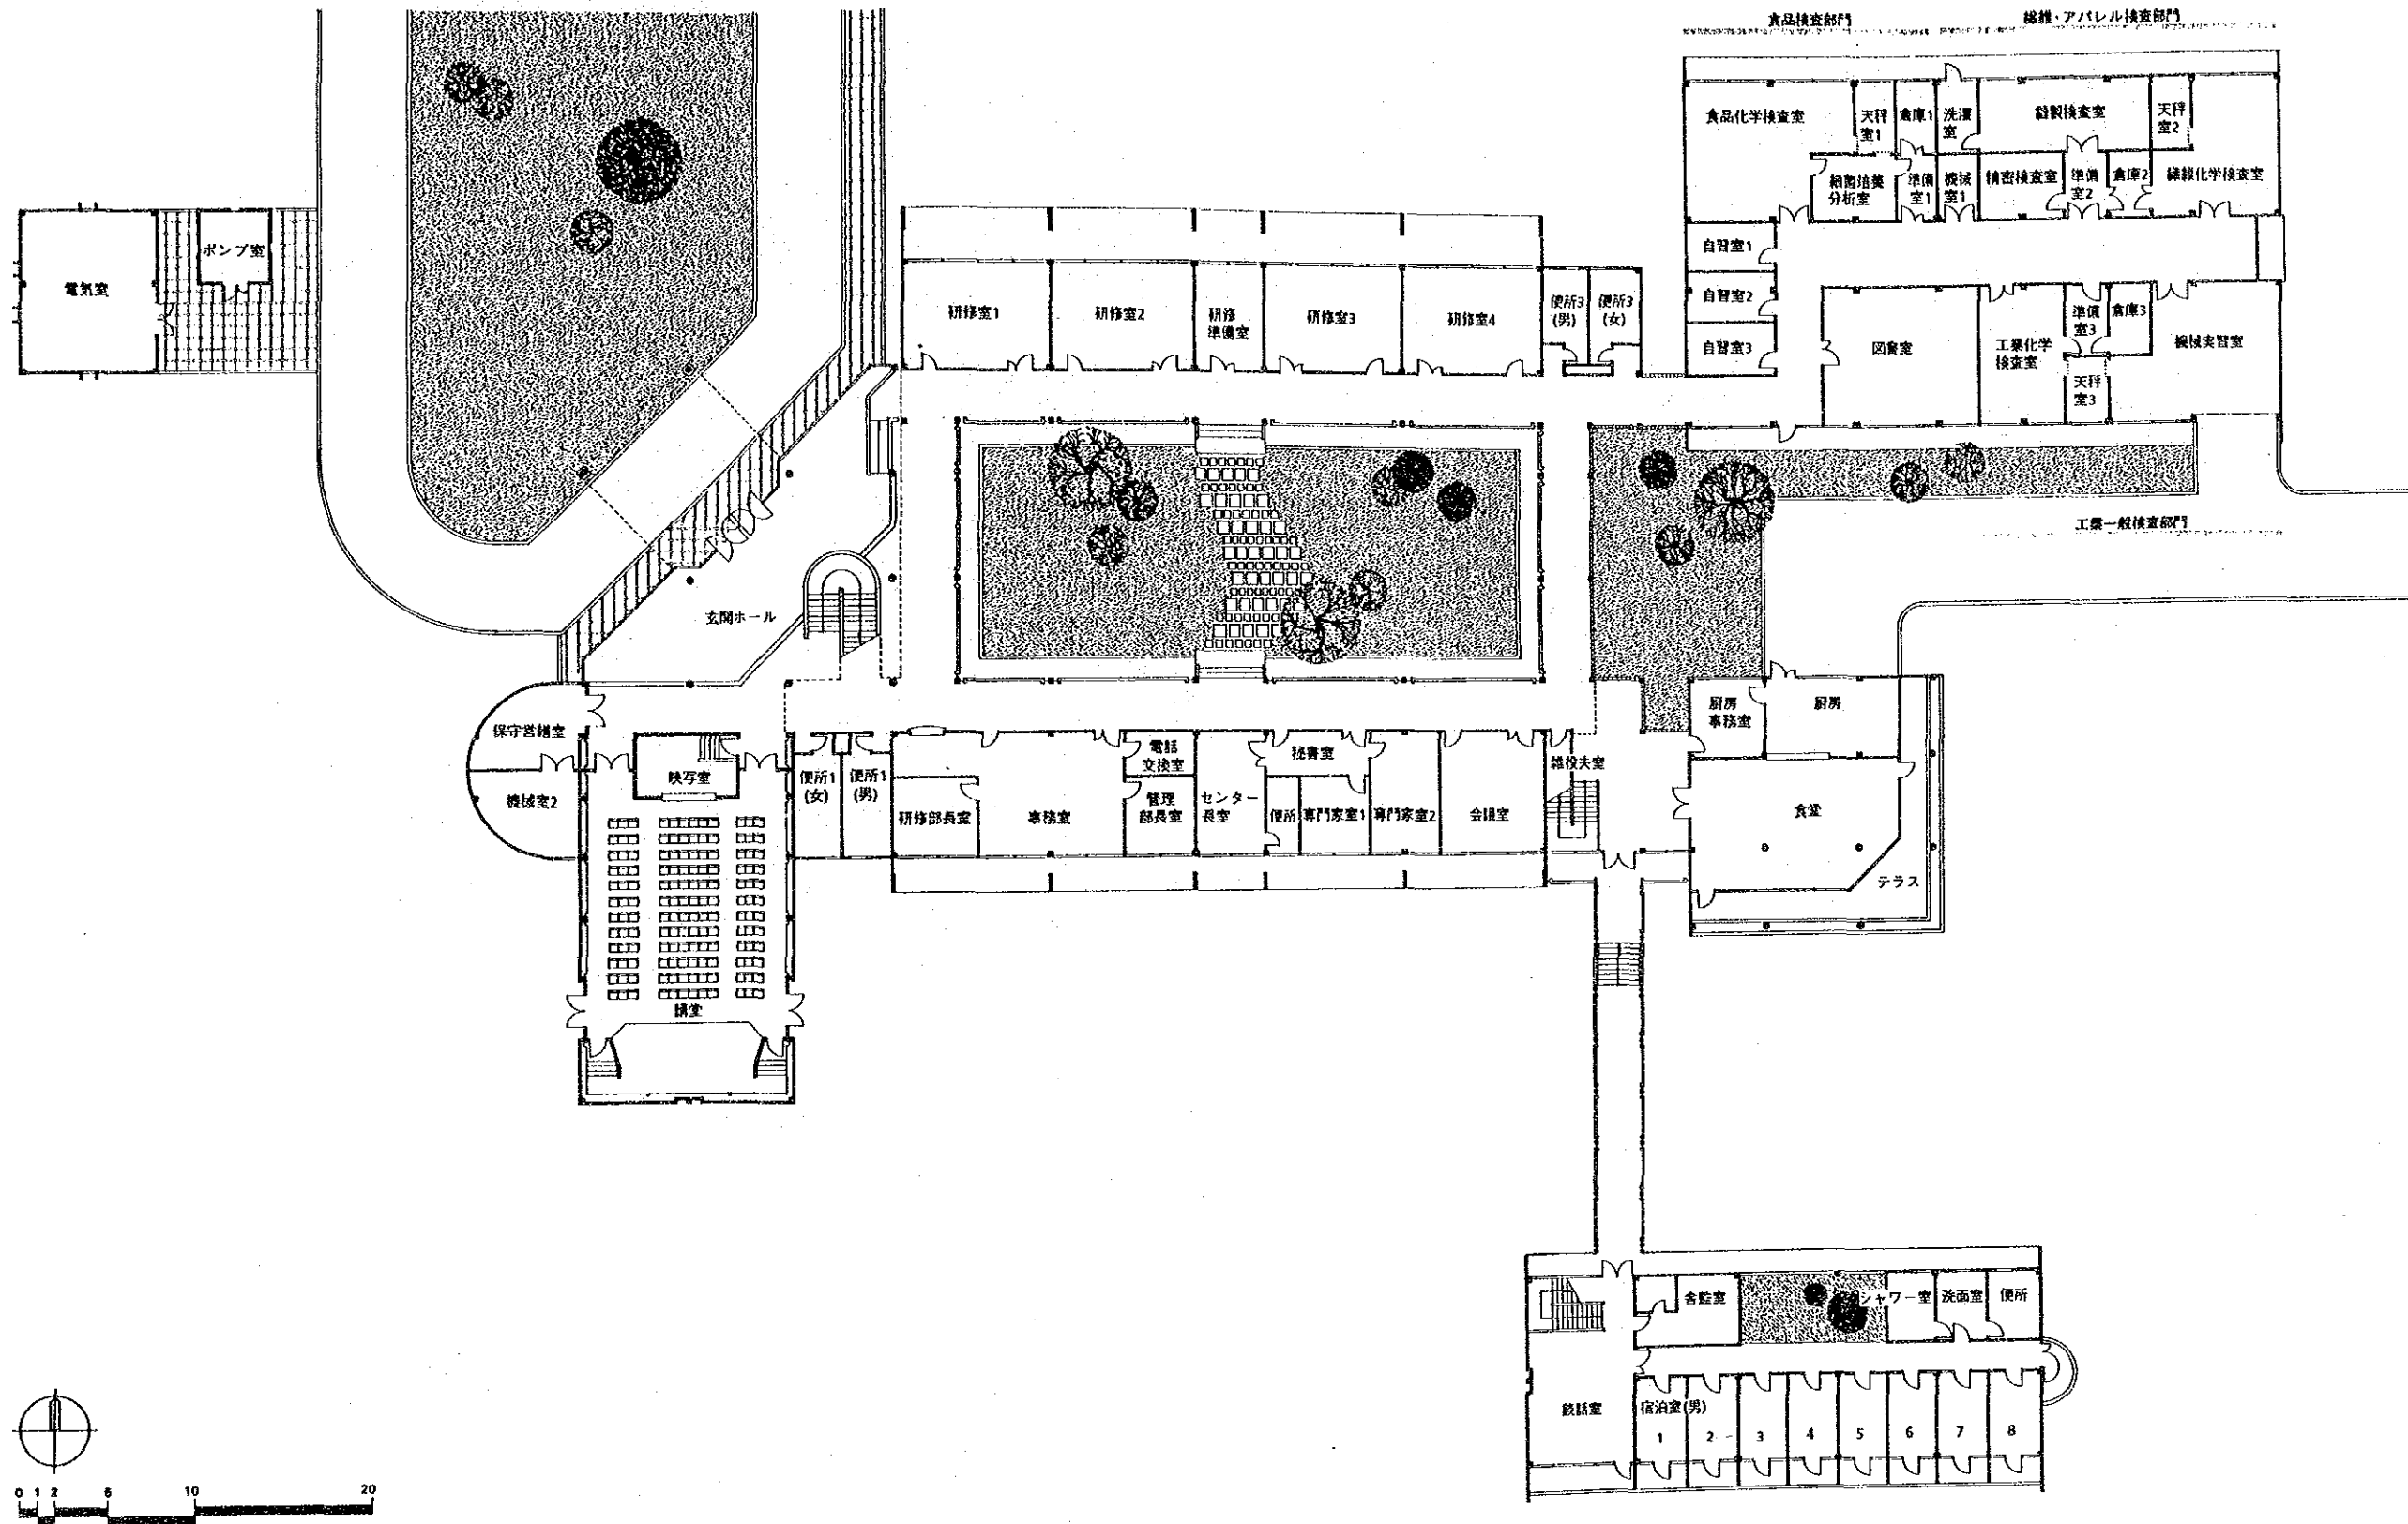 食品検査部門
繊維・アパレル検査部門
食品化学検査室
天秤
室1
倉庫1
洗濯
室
縫製検査室
天秤
室2
細菌培養
分析室
準備
室1
機械
室1
精密検査室
準備
室2
倉庫2
繊維化学検査室
ポンプ室
電気室
自習室1
自習室2
自習室3
研修室1
研修室2
研修
準備室
研修室3
研修室4
便所3
(男)
便所3
(女)
図書室
工業化学
検査室
準備
室3
倉庫3
天秤
室3
機械実習室
工業一般検査部門
玄関ホール
保守営繕室
機械室2
映写室
便所1
(女)
便所1
(男)
研修部長室
事務室
電話
交換室
管理
部長室
センター
長室
秘書室
便所
専門家室1
専門家室2
会議室
雑役夫室
厨房
事務室
厨房
食堂
テラス
講堂
舎監室
シャワー室
洗面室
便所
談話室
宿泊室(男)
1
2
3
4
5
6
7
8
0 1 2 5 10 20